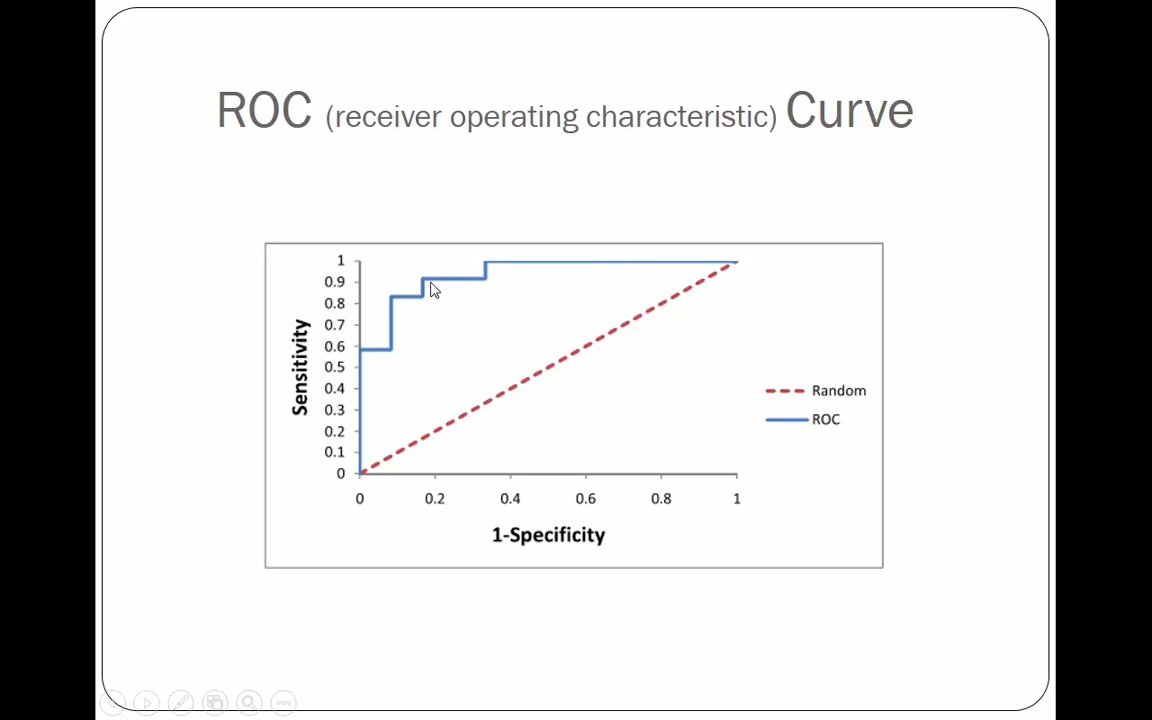 ROC (receiver operating characteristic) Curve
1
0.9
0.8
0.7
0.6
0.5
0.4
0.3
0.2
0.1
0
Sensitivity
0 0.2 0.4 0.6 0.8 1
1-Specificity
Random
ROC